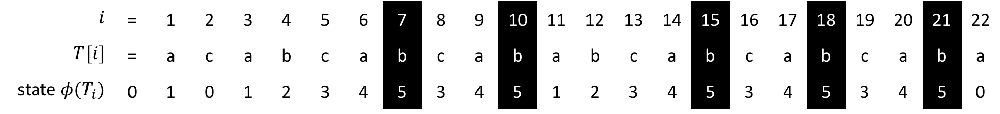 i = 1 2 3 4 5 6 7 8 9 10 11 12 13 14 15 16 17 18 19 20 21 22
T[i] = a c a b c a b c a b a b c a b c a b c a b a
state ϕ(Tᵢ) 0 1 0 1 2 3 4 5 3 4 5 1 2 3 4 5 3 4 5 3 4 5 0